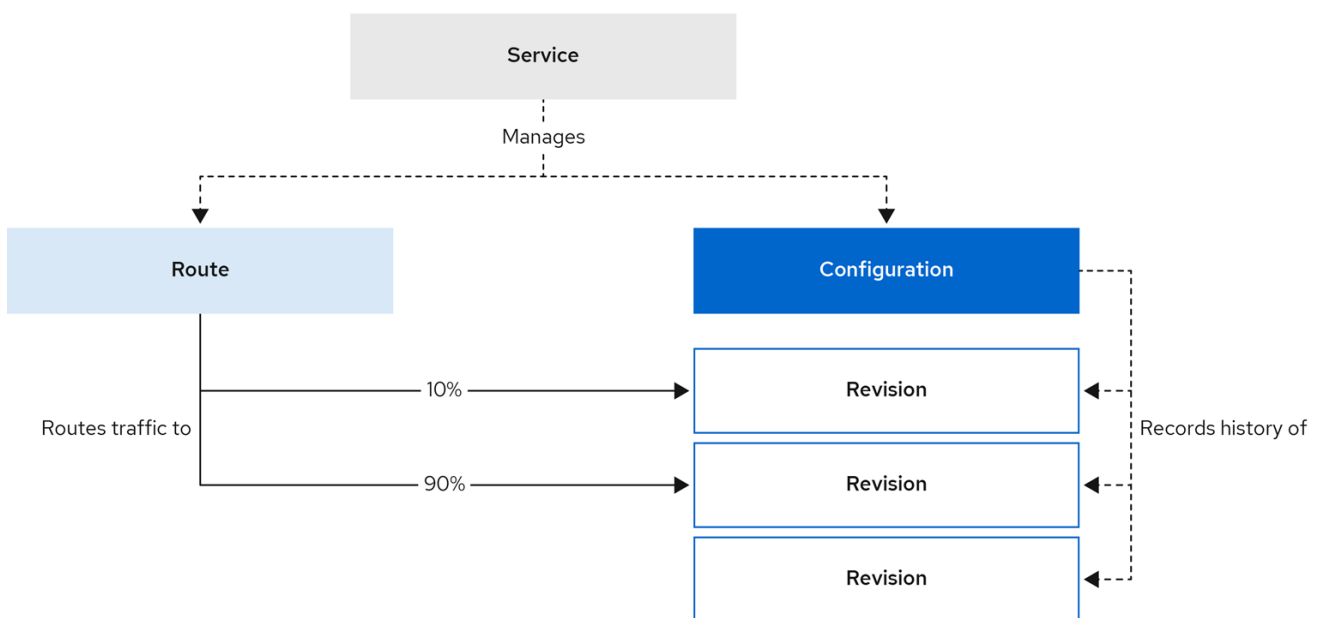 Service
Manages
Route
Configuration
10%
Revision
Routes traffic to
Records history of
90%
Revision
Revision